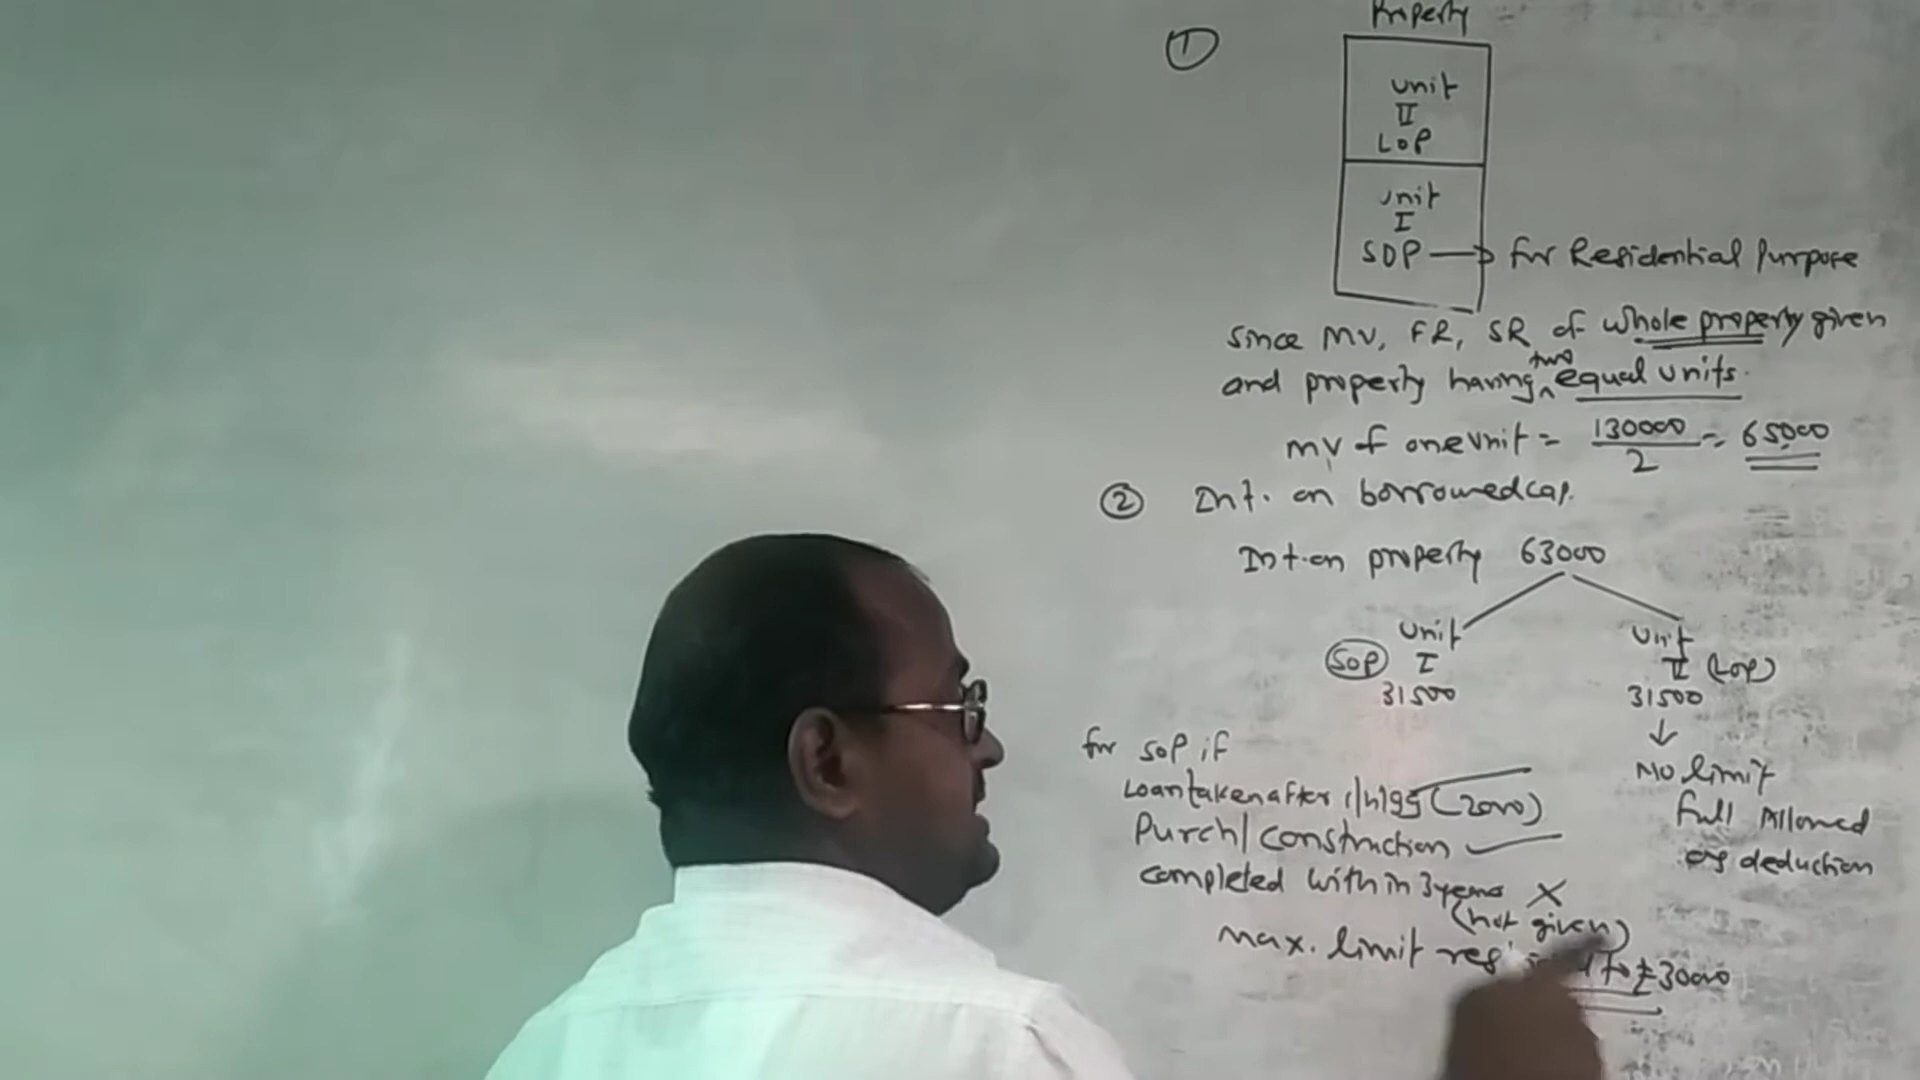 Property
①
Unit
II
LOP
Unit
I
SOP → for Residential Purpose
Since MV, FR, SR of whole property given
and property having two equal units.
MV of one unit = 130000 / 2 = 65000
② Int. on borrowed cap.
Int. on property 63000
Unit Unit
SOP I II (LOP)
31500 31500
for SOP if ↓
No limit
Loan taken after 1/4/99 (2000)
full Allowed
Purch/construction ✓
as deduction
completed within 3 years X
(not given)
Max. limit to ₹30000